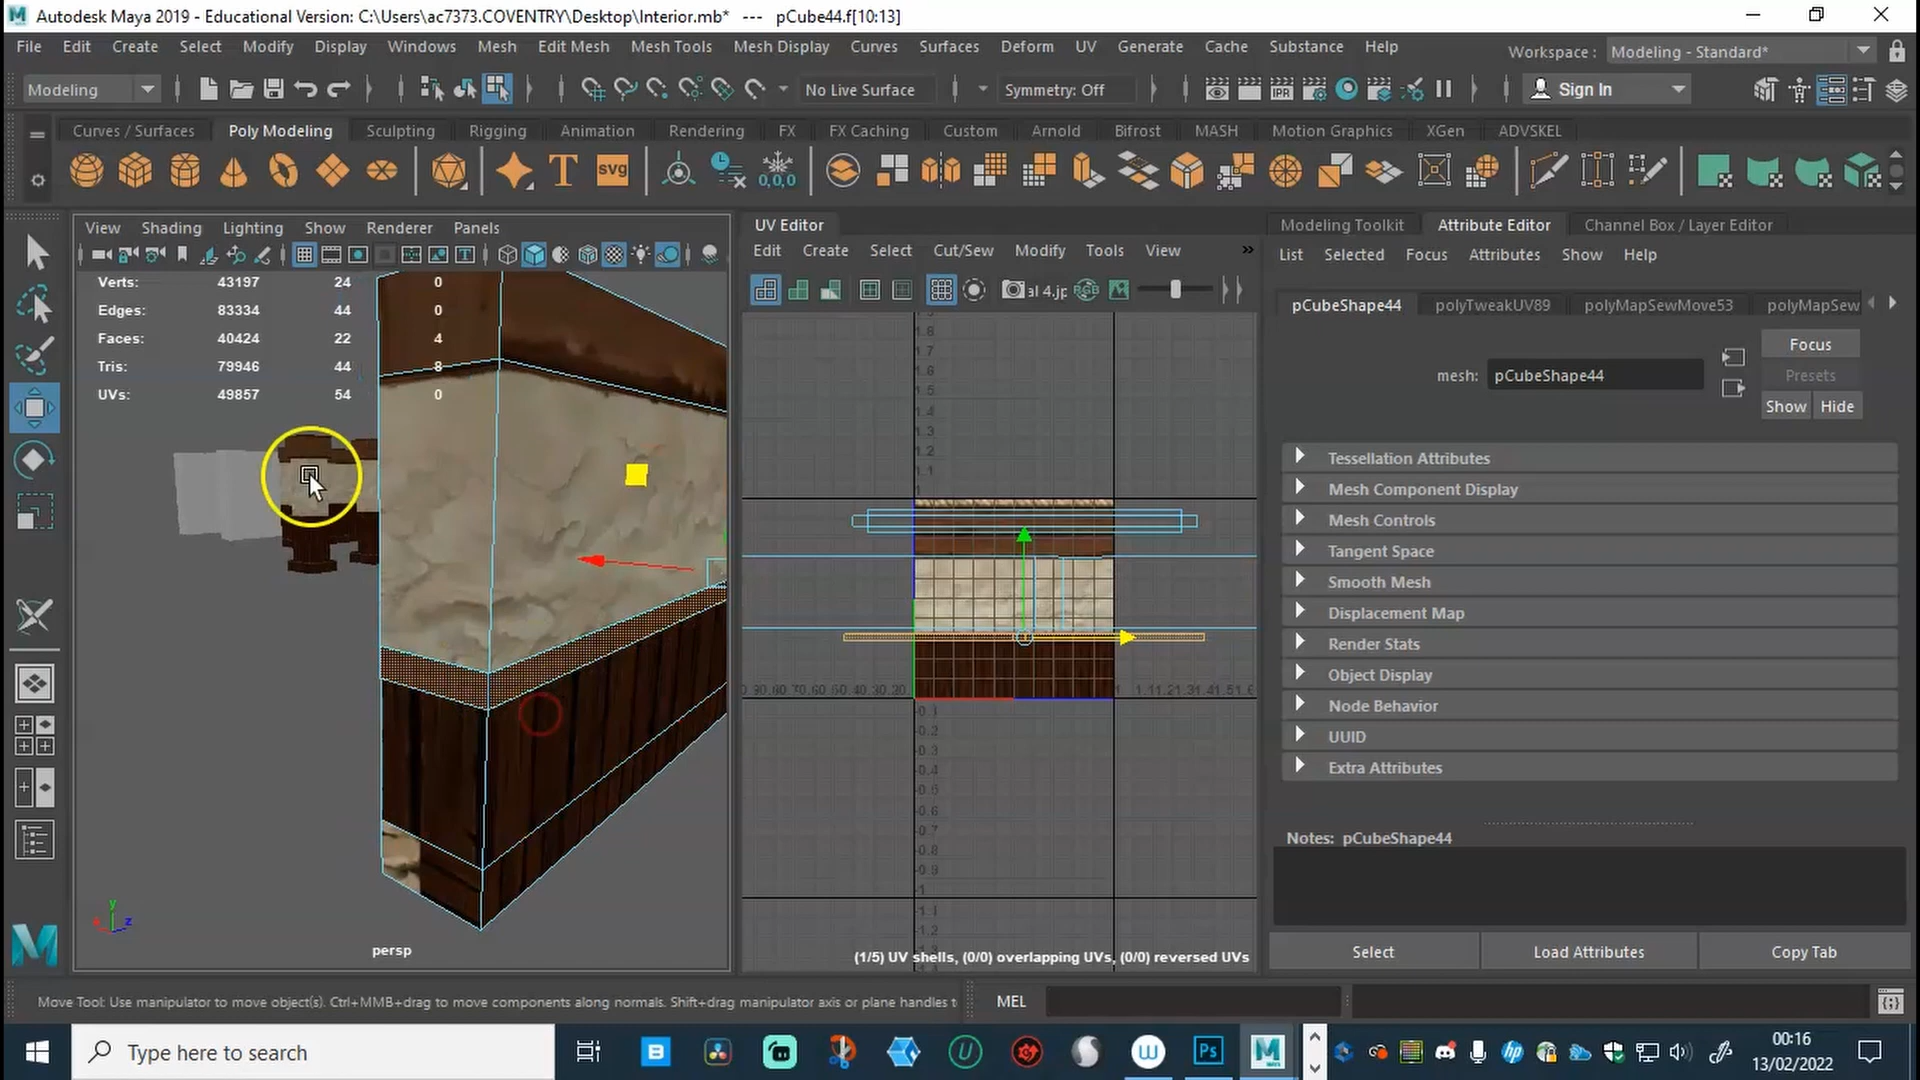 Autodesk Maya 2019 - Educational Version: C:\Users\ac7373.COVENTRY\Desktop\Interior.mb* --- pCube44.f[10:13]
File Edit Create Select Modify Display Windows Mesh Edit Mesh Mesh Tools Mesh Display Curves Surfaces Deform UV Generate Cache Substance Help
Workspace : Modeling - Standard*
Modeling No Live Surface Symmetry: Off Sign In
Curves / Surfaces Poly Modeling Sculpting Rigging Animation Rendering FX FX Caching Custom Arnold Bifrost MASH Motion Graphics XGen ADVSKEL
T SVG 0,0,0
View Shading Lighting Show Renderer Panels
Verts: 43197 24 0
Edges: 83334 44 0
Faces: 40424 22 4
Tris: 79946 44 8
UVs: 49857 54 0
persp
UV Editor
Edit Create Select Cut/Sew Modify Tools View »
al 4.jp
(1/5) UV shells, (0/0) overlapping UVs, (0/0) reversed UVs
Modeling Toolkit Attribute Editor Channel Box / Layer Editor
List Selected Focus Attributes Show Help
pCubeShape44 polyTweakUV89 polyMapSewMove53 polyMapSew
mesh: pCubeShape44
Focus
Presets
Show Hide
Tessellation Attributes
Mesh Component Display
Mesh Controls
Tangent Space
Smooth Mesh
Displacement Map
Render Stats
Object Display
Node Behavior
UUID
Extra Attributes
Notes: pCubeShape44
Select Load Attributes Copy Tab
Move Tool: Use manipulator to move object(s). Ctrl+MMB+drag to move components along normals. Shift+drag manipulator axis or plane handles t
MEL
Type here to search
00:16
13/02/2022